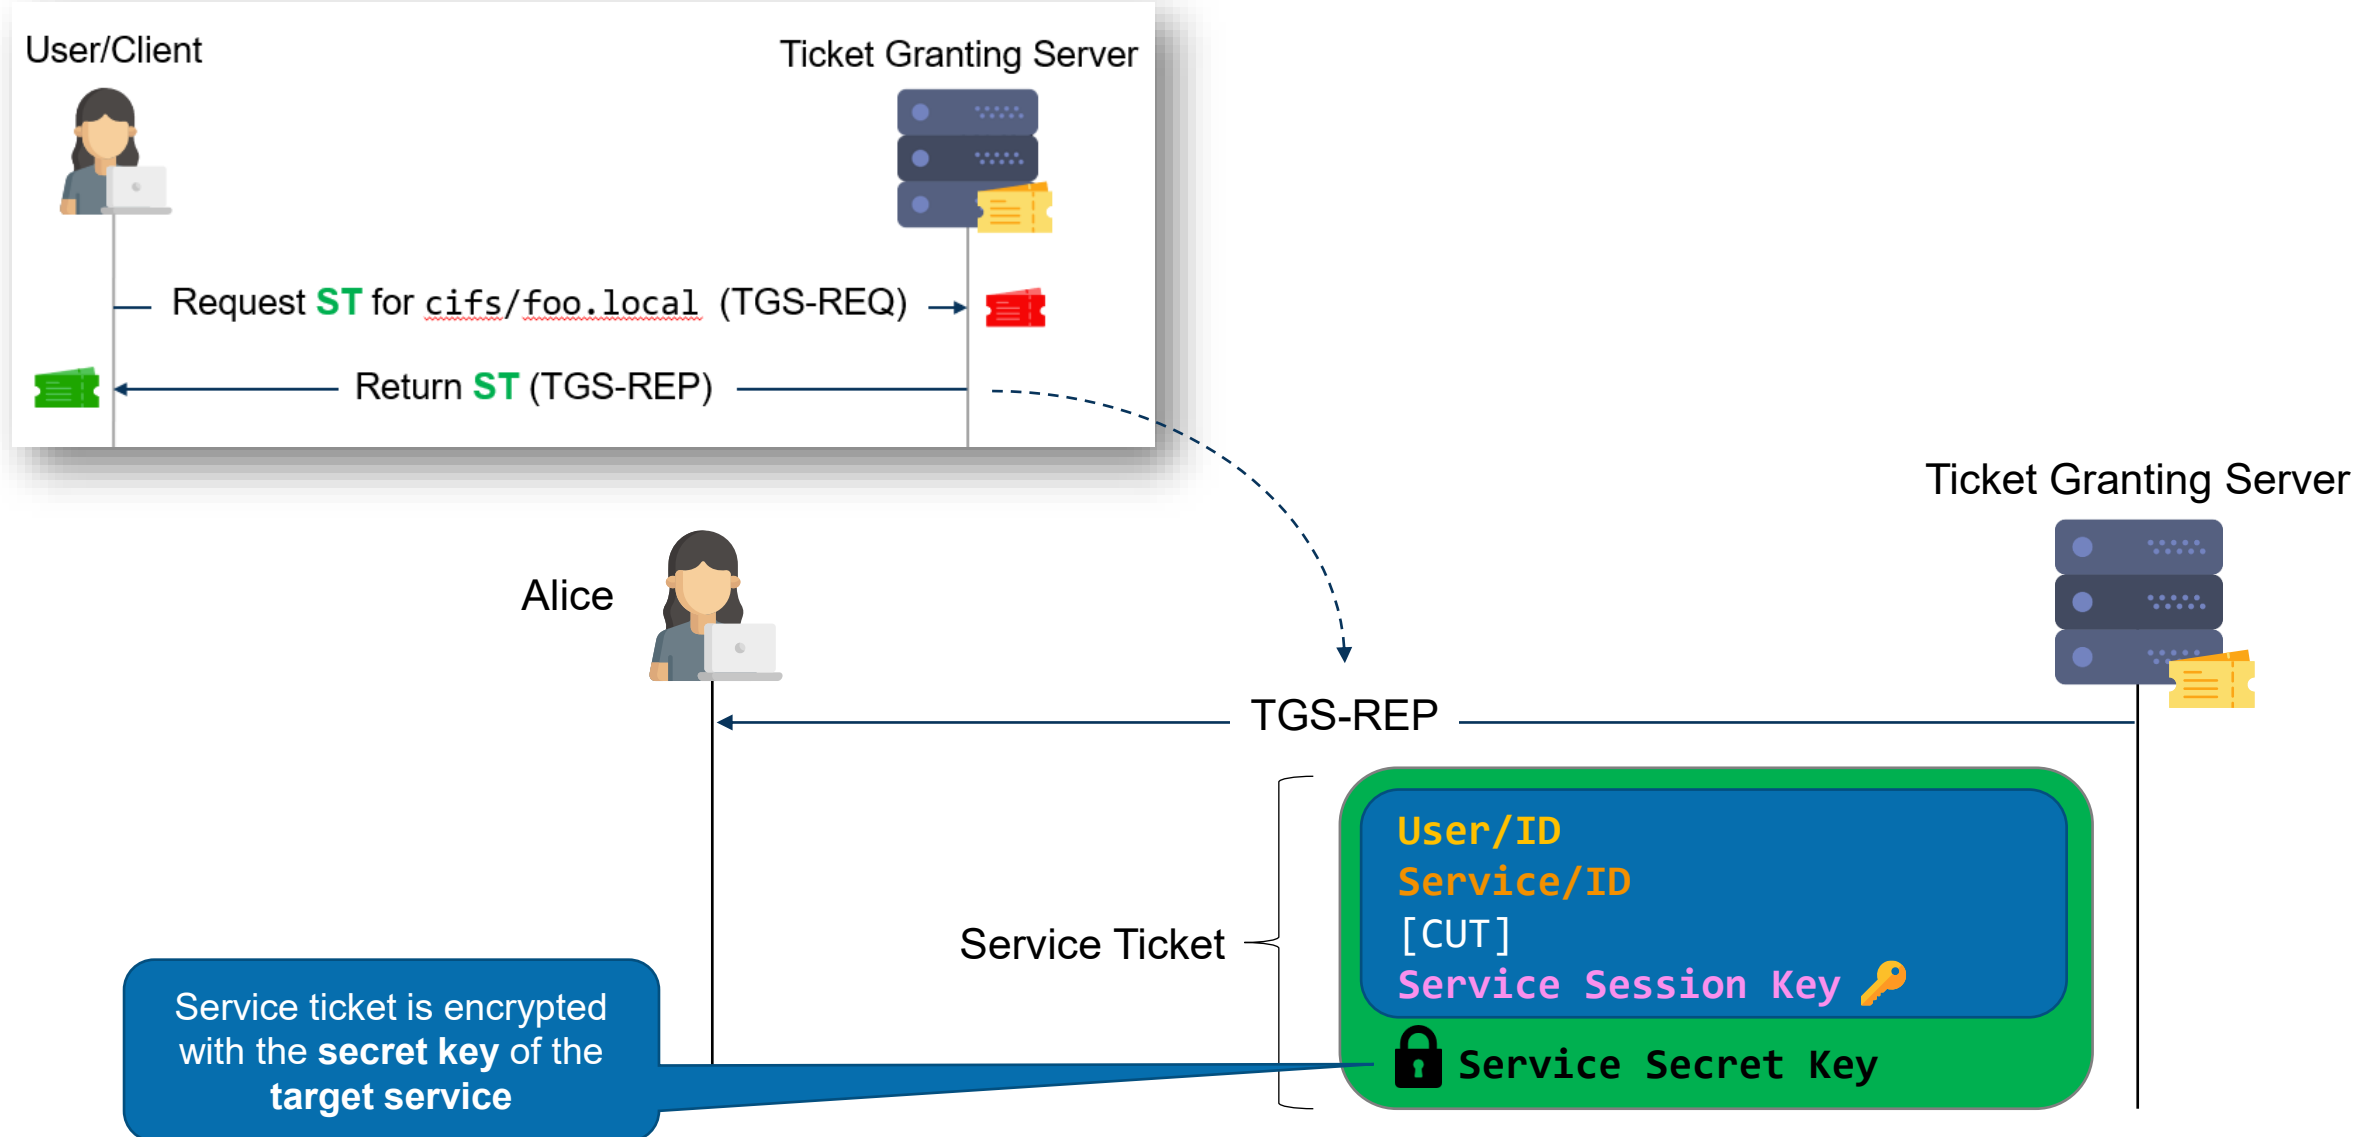 User/Client
Ticket Granting Server
Request ST for cifs/foo.local (TGS-REQ)
Return ST (TGS-REP)
Ticket Granting Server
Alice
TGS-REP
User/ID
Service/ID
[CUT]
Service Session Key
Service Ticket
Service Secret Key
Service ticket is encrypted
with the secret key of the
target service